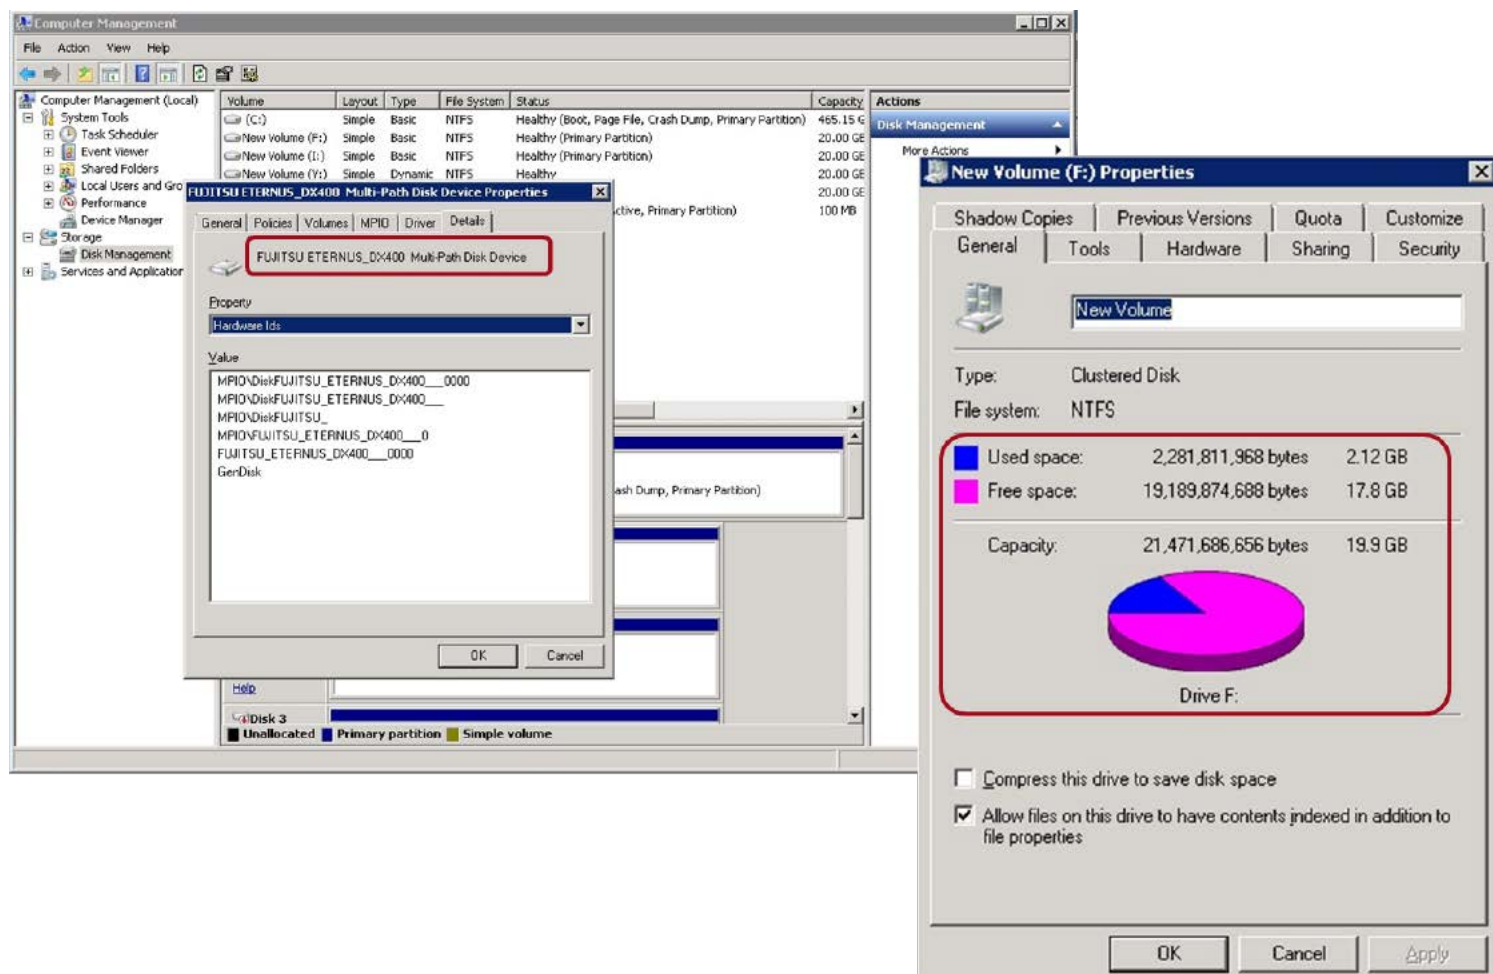 Computer Management
File Action View Help
Computer Management (Local)
System Tools
Task Scheduler
Event Viewer
Shared Folders
Local Users and Gro
Performance
Device Manager
Storage
Disk Management
Services and Application
Volume Layout Type File System Status Capacity
(C:) Simple Basic NTFS Healthy (Boot, Page File, Crash Dump, Primary Partition) 465.15 G
New Volume (F:) Simple Basic NTFS Healthy (Primary Partition) 20.00 GB
New Volume (I:) Simple Basic NTFS Healthy (Primary Partition) 20.00 GB
New Volume (Y:) Simple Dynamic NTFS Healthy 20.00 GB
20.00 GB
ctive, Primary Partition) 100 MB
Actions
Disk Management
More Actions
FUJITSU ETERNUS_DX400 Multi-Path Disk Device Properties
General Policies Volumes MPIO Driver Details
FUJITSU ETERNUS_DX400 Multi-Path Disk Device
Property
Hardware Ids
Value
MPIO\DiskFUJITSU_ETERNUS_DX400___0000
MPIO\DiskFUJITSU_ETERNUS_DX400___
MPIO\DiskFUJITSU_
MPIO\FUJITSU_ETERNUS_DX400___0
FUJITSU_ETERNUS_DX400___0000
GenDisk
OK Cancel
ash Dump, Primary Partition)
Help
Disk 3
Unallocated Primary partition Simple volume
New Volume (F:) Properties
Shadow Copies Previous Versions Quota Customize
General Tools Hardware Sharing Security
New Volume
Type: Clustered Disk
File system: NTFS
Used space: 2,281,811,968 bytes 2.12 GB
Free space: 19,189,874,688 bytes 17.8 GB
Capacity: 21,471,686,656 bytes 19.9 GB
Drive F:
Compress this drive to save disk space
Allow files on this drive to have contents indexed in addition to
file properties
OK Cancel Apply